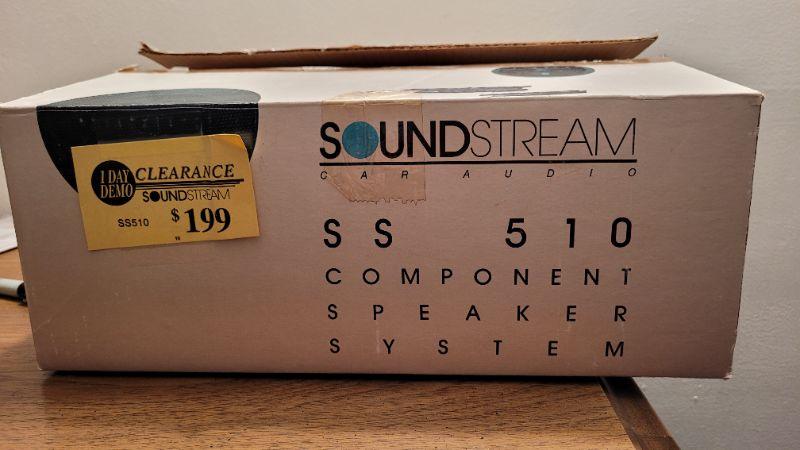 1 DAY
DEMO
CLEARANCE
SOUNDSTREAM
SS510
$199
SOUNDSTREAM
CAR AUDIO
SS 510
COMPONENT
SPEAKER
SYSTEM